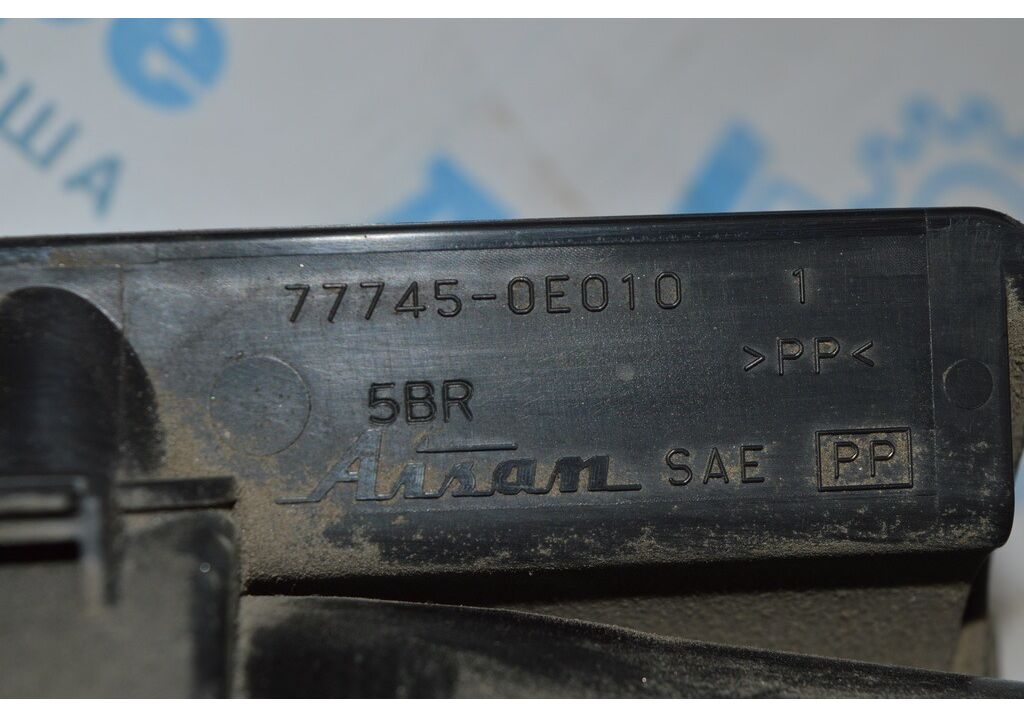 77745-0E010 1
>PP<
5BR
Aisan SAE PP